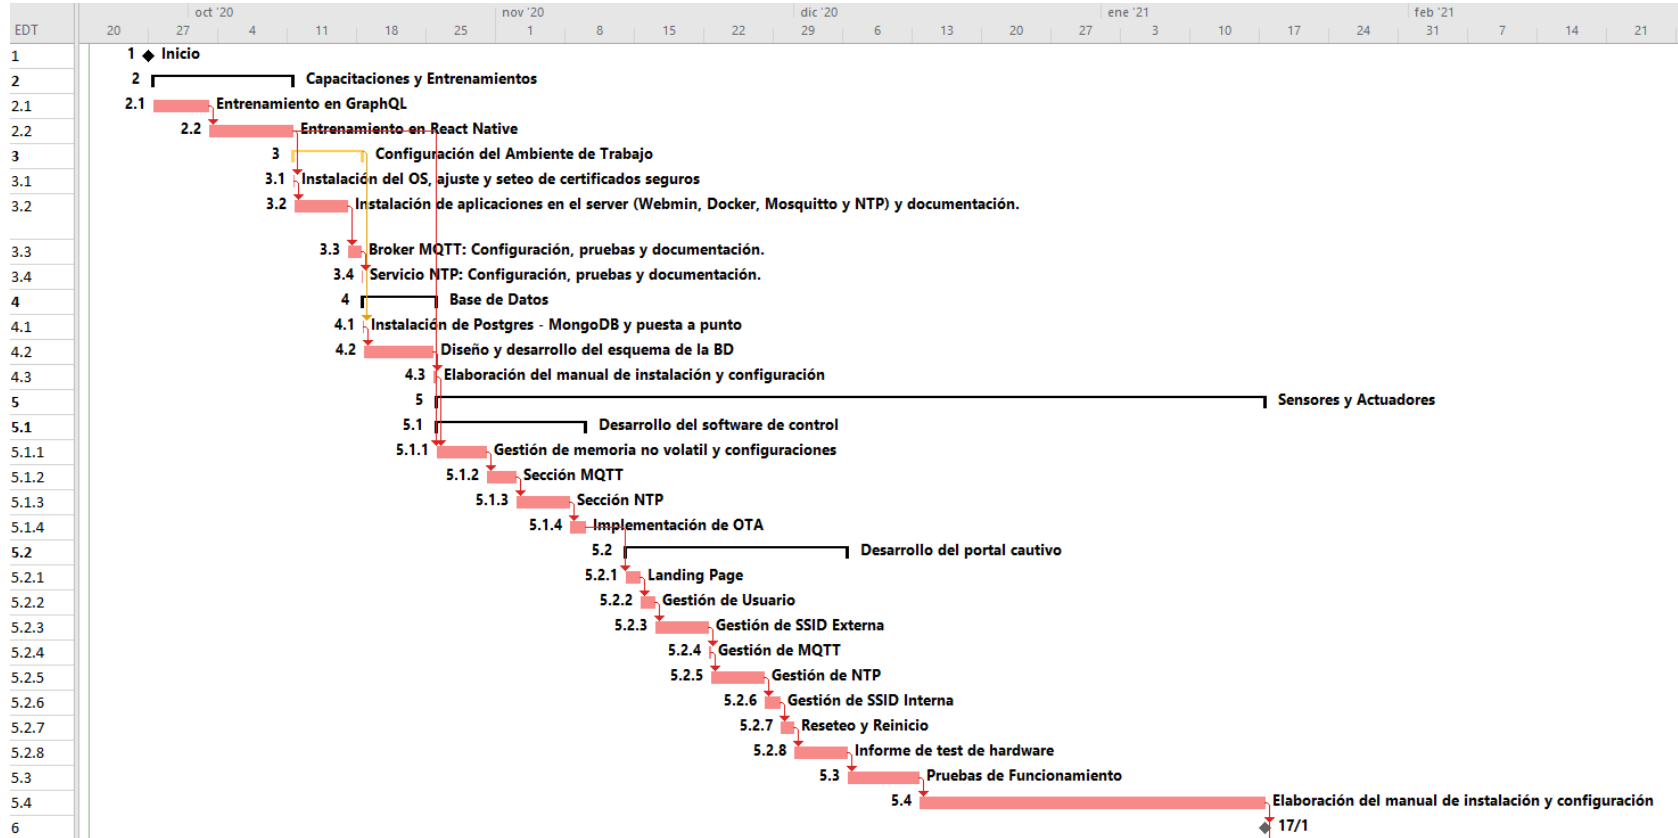 oct '20 nov '20 dic '20 ene '21 feb '21
EDT 20 27 4 11 18 25 1 8 15 22 29 6 13 20 27 3 10 17 24 31 7 14 21
1 1 Inicio
2 2 Capacitaciones y Entrenamientos
2.1 2.1 Entrenamiento en GraphQL
2.2 2.2 Entrenamiento en React Native
3 3 Configuración del Ambiente de Trabajo
3.1 3.1 Instalación del OS, ajuste y seteo de certificados seguros
3.2 3.2 Instalación de aplicaciones en el server (Webmin, Docker, Mosquitto y NTP) y documentación.
3.3 3.3 Broker MQTT: Configuración, pruebas y documentación.
3.4 3.4 Servicio NTP: Configuración, pruebas y documentación.
4 4 Base de Datos
4.1 4.1 Instalación de Postgres - MongoDB y puesta a punto
4.2 4.2 Diseño y desarrollo del esquema de la BD
4.3 4.3 Elaboración del manual de instalación y configuración
5 5 Sensores y Actuadores
5.1 5.1 Desarrollo del software de control
5.1.1 5.1.1 Gestión de memoria no volatil y configuraciones
5.1.2 5.1.2 Sección MQTT
5.1.3 5.1.3 Sección NTP
5.1.4 5.1.4 Implementación de OTA
5.2 5.2 Desarrollo del portal cautivo
5.2.1 5.2.1 Landing Page
5.2.2 5.2.2 Gestión de Usuario
5.2.3 5.2.3 Gestión de SSID Externa
5.2.4 5.2.4 Gestión de MQTT
5.2.5 5.2.5 Gestión de NTP
5.2.6 5.2.6 Gestión de SSID Interna
5.2.7 5.2.7 Reseteo y Reinicio
5.2.8 5.2.8 Informe de test de hardware
5.3 5.3 Pruebas de Funcionamiento
5.4 5.4 Elaboración del manual de instalación y configuración
6 17/1